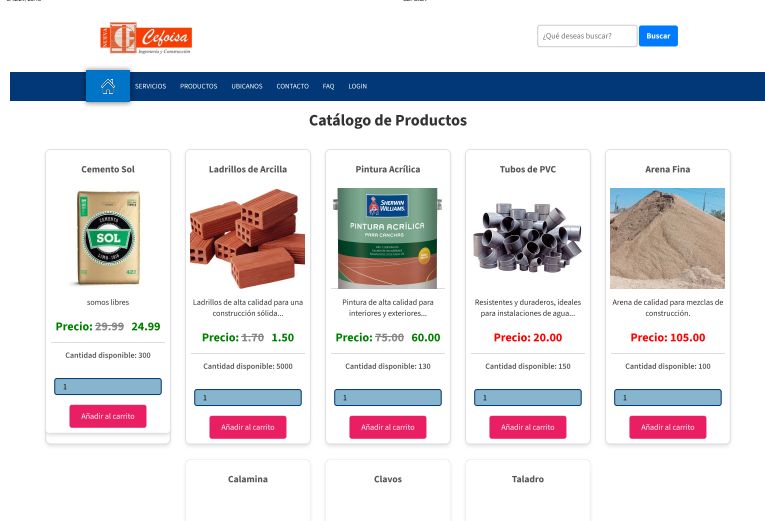 NUEVA
Cefoisa
Ingeniería y Construcción
¿Qué deseas buscar?
Buscar
SERVICIOS PRODUCTOS UBICANOS CONTACTO FAQ LOGIN
Catálogo de Productos
Cemento Sol
Ladrillos de Arcilla
Pintura Acrílica
Tubos de PVC
Arena Fina
CEMENTO
SOL
SHERWIN
WILLIAMS.
PINTURA ACRÍLICA
PARA CANCHAS
somos libres
Precio: 29.99 24.99
Cantidad disponible: 300
1
Añadir al carrito
Ladrillos de alta calidad para una
construcción sólida...
Precio: 1.70 1.50
Cantidad disponible: 5000
1
Añadir al carrito
Pintura de alta calidad para
interiores y exteriores...
Precio: 75.00 60.00
Cantidad disponible: 130
1
Añadir al carrito
Resistentes y duraderos, ideales
para instalaciones de agua...
Precio: 20.00
Cantidad disponible: 150
1
Añadir al carrito
Arena de calidad para mezclas de
construcción.
Precio: 105.00
Cantidad disponible: 100
1
Añadir al carrito
Calamina
Clavos
Taladro